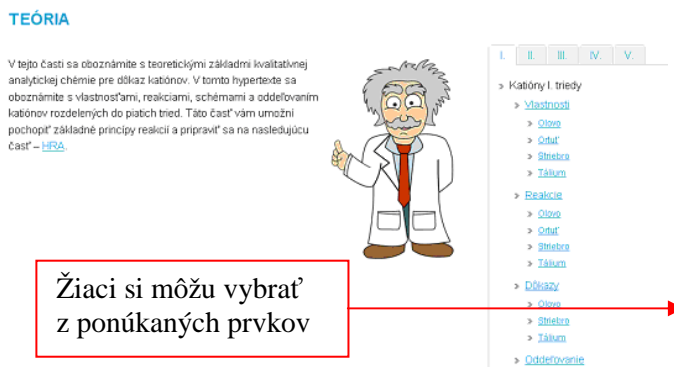 TEÓRIA
V tejto časti sa oboznámite s teoretickými základmi kvalitatívnej
analytickej chémie pre dôkaz katiónov. V tomto hypertexte sa
oboznámite s vlastnosťami, reakciami, schémami a oddeľovaním
katiónov rozdelených do piatich tried. Táto časť vám umožní
pochopiť základné princípy reakcií a pripraviť sa na nasledujúcu
časť – HRA.
I. II. III. IV. V.
» Katióny I. triedy
» Vlastnosti
» Olovo
» Ortuť
» Striebro
» Tálium
» Reakcie
» Olovo
» Ortuť
» Striebro
» Tálium
» Dôkazy
» Olovo
» Striebro
» Tálium
» Oddeľovanie
Žiaci si môžu vybrať
z ponúkaných prvkov